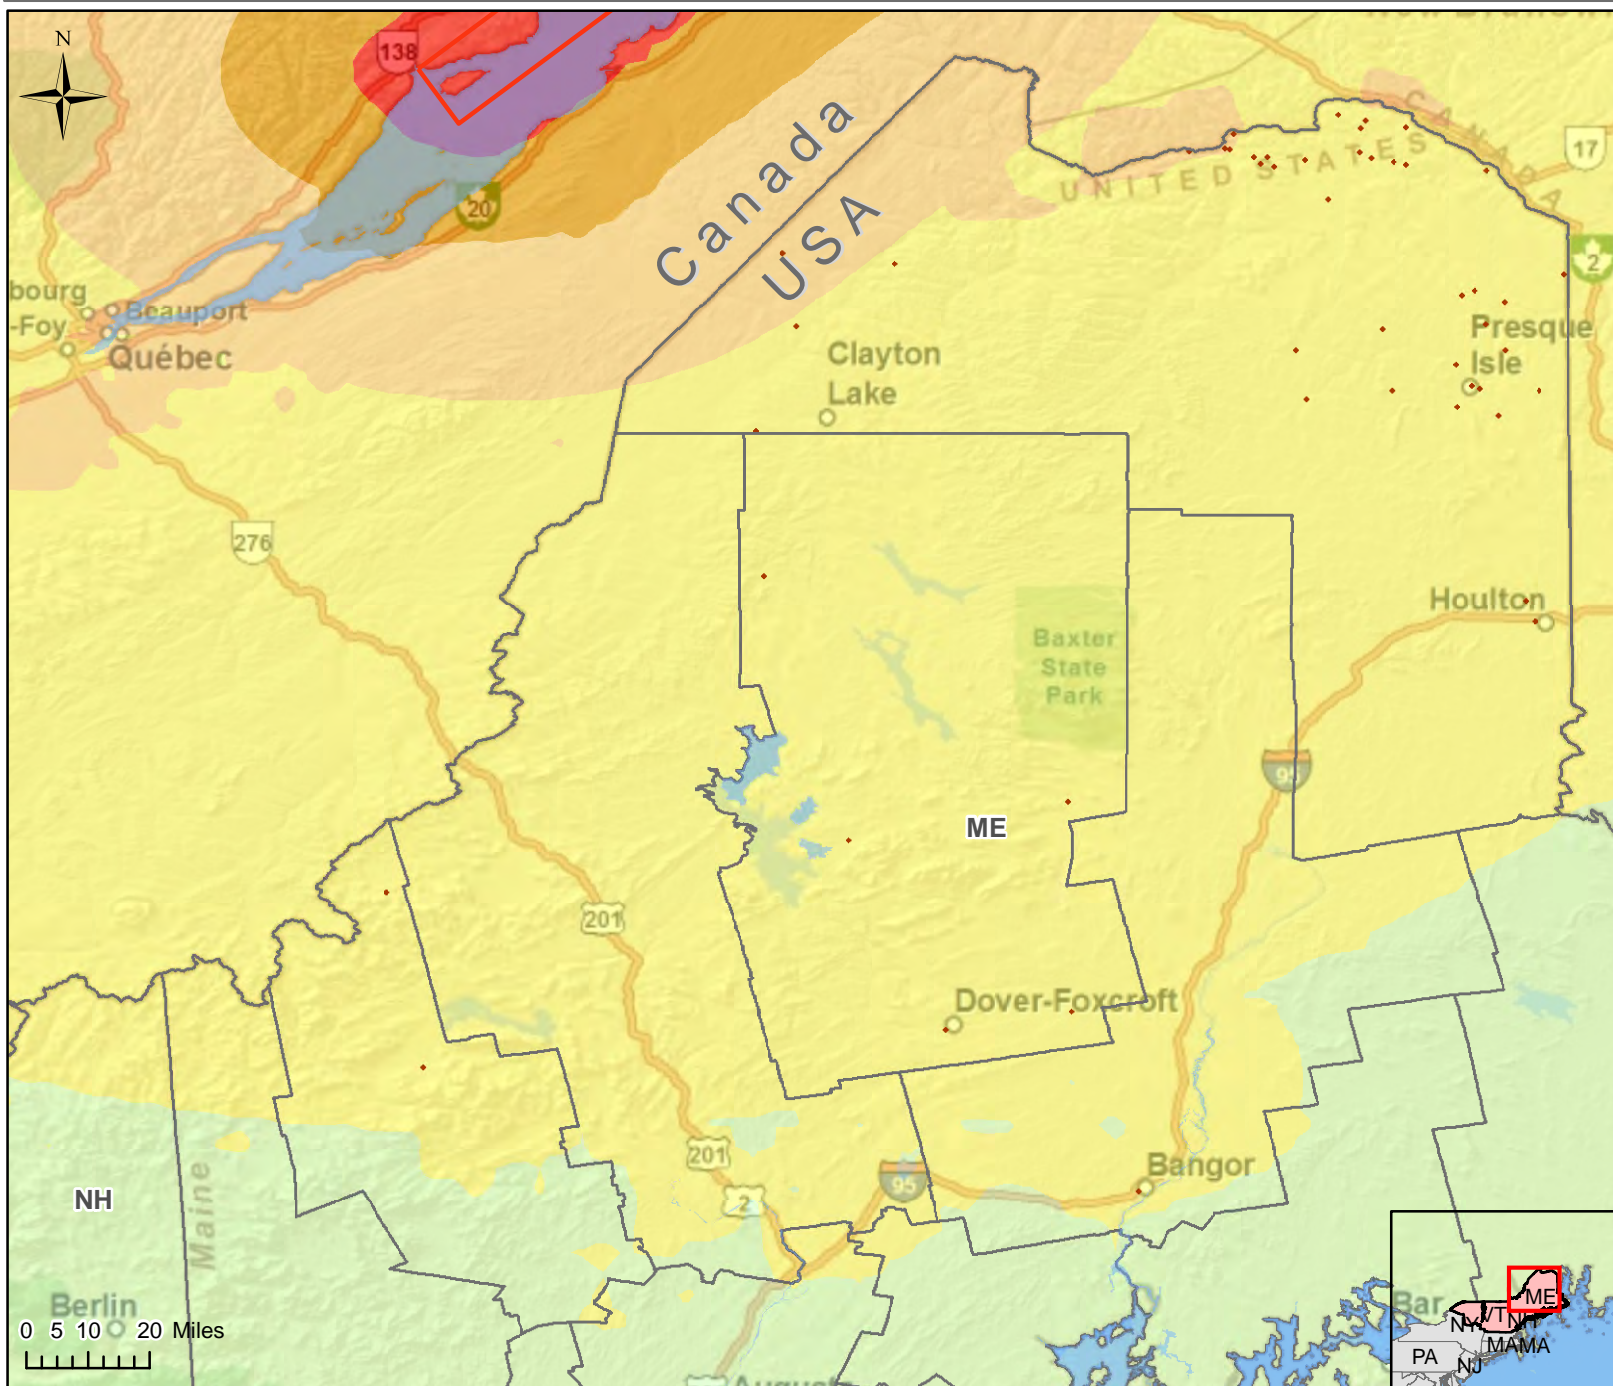 N
138
Canada
USA
CANADA
UNITED STATES
17
20
2
bourg
-Foy
Beauport
Québec
Clayton
Lake
Presque
Isle
276
Houlton
Baxter
State
Park
95
ME
201
Dover-Foxcroft
201
2
95
Bangor
NH
Maine
Berlin
0 5 10 20 Miles
Bar
ME
NY
VT
NH
MA
MA
PA
NJ